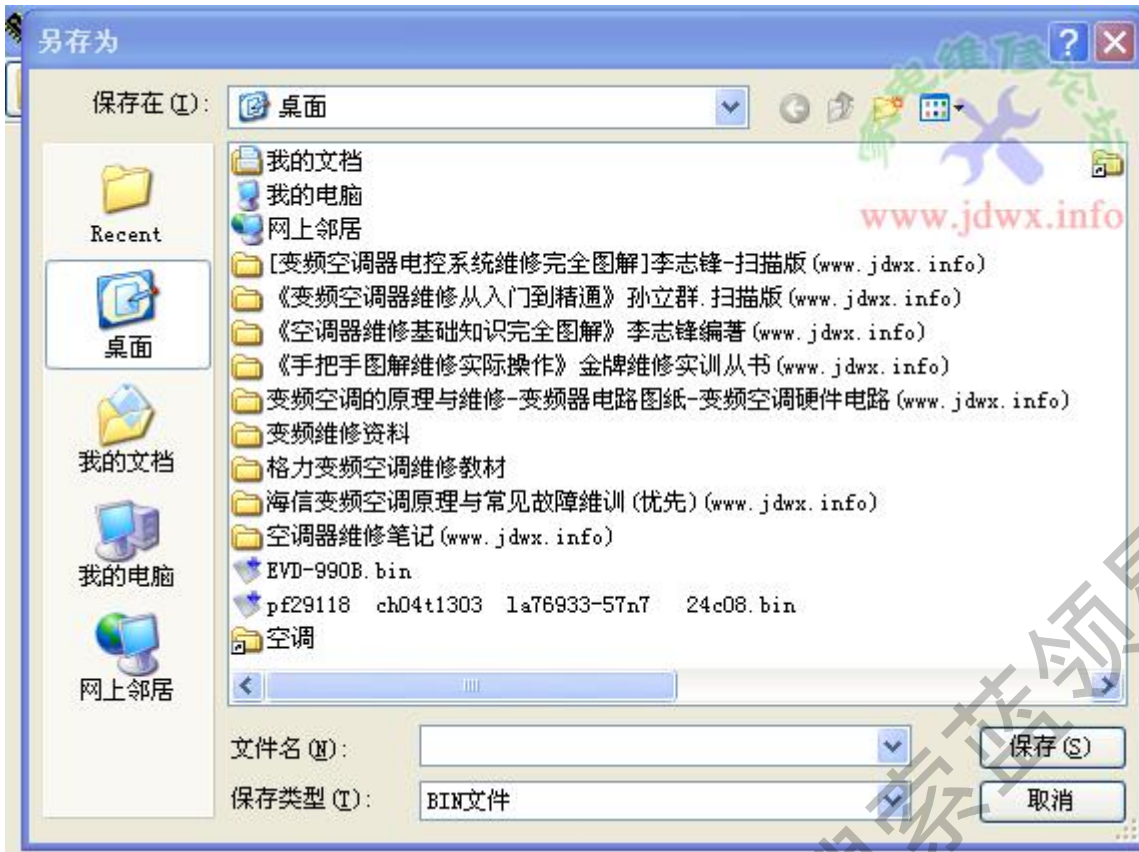 另存为
保存在(I):
桌面
家电维修论坛
www.jdwx.info
Recent
桌面
我的文档
我的电脑
网上邻居
我的文档
我的电脑
网上邻居
[变频空调器电控系统维修完全图解]李志锋-扫描版(www.jdwx.info)
《变频空调器维修从入门到精通》孙立群.扫描版(www.jdwx.info)
《空调器维修基础知识完全图解》李志锋编著(www.jdwx.info)
《手把手图解维修实际操作》金牌维修实训丛书(www.jdwx.info)
变频空调的原理与维修-变频器电路图纸-变频空调硬件电路(www.jdwx.info)
变频维修资料
格力变频空调维修教材
海信变频空调原理与常见故障维训(优先)(www.jdwx.info)
空调器维修笔记(www.jdwx.info)
EVD-990B.bin
pf29118 ch04t1303 la76933-57n7 24c08.bin
空调
文件名(N):
保存(S)
保存类型(T):
BIN文件
取消
搜索蓝领